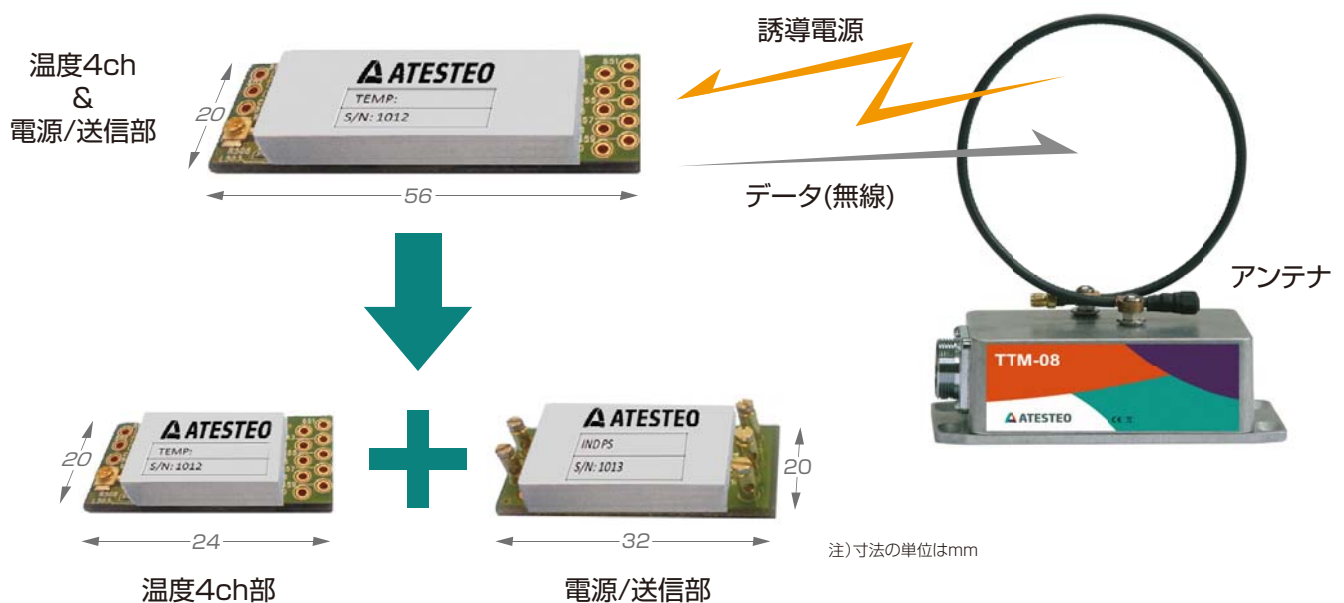 温度4ch
&
電源/送信部
20
ATESTEO
TEMP:
S/N: 1012
56
誘導電源
データ(無線)
アンテナ
TTM-08
ATESTEO
20
ATESTEO
TEMP:
S/N: 1012
24
温度4ch部
ATESTEO
INDPS
S/N: 1013
20
32
電源/送信部
注)寸法の単位はmm